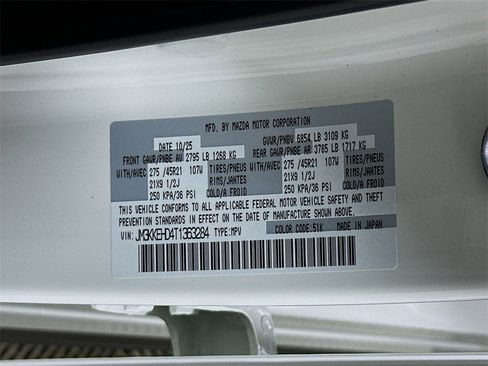 MFD. BY MAZDA MOTOR CORPORATION
DATE 10/25 GVWR/PNBV 6854 LB 3109 KG
FRONT GAWR/PNBE AV 2795 LB 1268 KG REAR GAWR/PNBE AR 3785 LB 1717 KG
WITH/AVEC 275 /45R21 107W TIRES/PNEUS WITH/AVEC 275 /45R21 107W TIRES/PNEUS
21X9 1/2J RIMS/JANTES 21X9 1/2J RIMS/JANTES
250 KPA/36 PSI 250 KPA/36 PSI
THIS VEHICLE CONFORMS TO ALL APPLICABLE FEDERAL MOTOR VEHICLE SAFETY AND THEFT
PREVENTION STANDARDS IN EFFECT ON THE DATE OF MANUFACTURE SHOWN ABOVE.
COLOR CODE:51K MADE IN JAPAN
VIN: JM3KKEHD4T1363284 TYPE:MPV